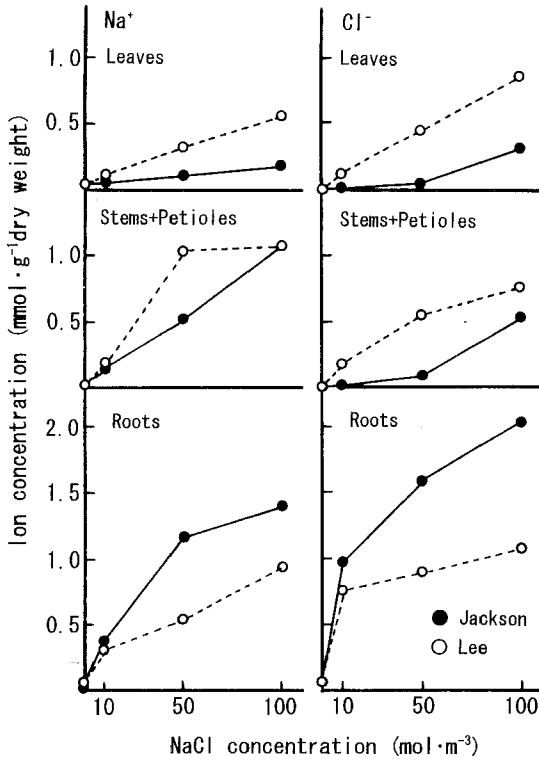 Na⁺
Cl⁻
Leaves
Leaves
1.0
0.5
Stems+Petioles
Stems+Petioles
1.0
0.5
Roots
Roots
2.0
1.5
1.0
0.5
Jackson
Lee
10 50 100
10 50 100
Ion concentration (mmol·g⁻¹dry weight)
NaCl concentration (mol·m⁻³)